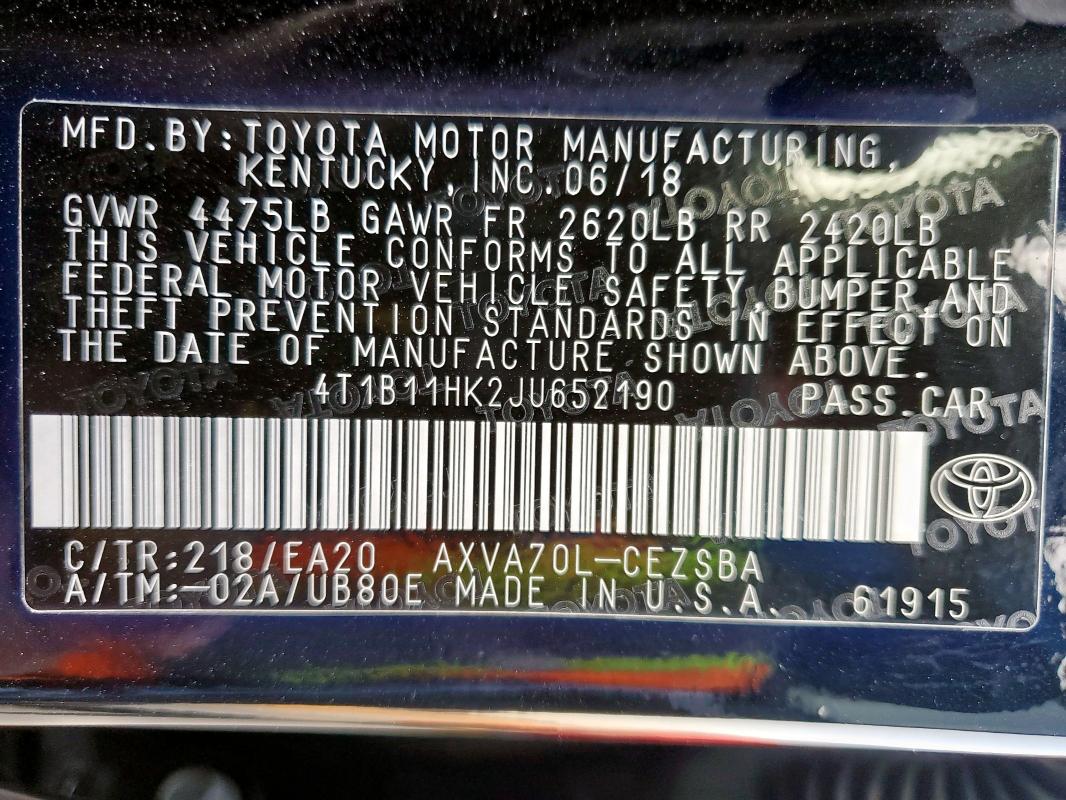 MFD.BY:TOYOTA MOTOR MANUFACTURING,
KENTUCKY,INC.06/18
GVWR 4475LB GAWR FR 2620LB RR 2420LB
THIS VEHICLE CONFORMS TO ALL APPLICABLE
FEDERAL MOTOR VEHICLE SAFETY,BUMPER AND
THEFT PREVENTION STANDARDS IN EFFECT ON
THE DATE OF MANUFACTURE SHOWN ABOVE.
4T1B11HK2JU652190 PASS.CAR
C/TR:218/EA20 AXVA70L-CEZSBA
A/TM:-02A/UB80E MADE IN U.S.A. 61915